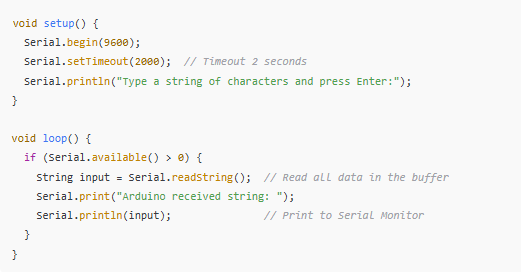 void setup() {
  Serial.begin(9600);
  Serial.setTimeout(2000);  // Timeout 2 seconds
  Serial.println("Type a string of characters and press Enter:");
}

void loop() {
  if (Serial.available() > 0) {
    String input = Serial.readString();  // Read all data in the buffer
    Serial.print("Arduino received string: ");
    Serial.println(input);               // Print to Serial Monitor
  }
}